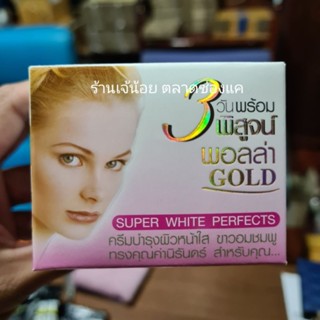 ร้านเจ้น้อย ตลาดช่องแค
3 วันพร้อม
พิสูจน์
พอลล่า
GOLD
SUPER WHITE PERFECTS
ครีมบำรุงผิวหน้าใส ขาวอมชมพู
ทรงคุณค่านิรันดร์ สำหรับคุณ...